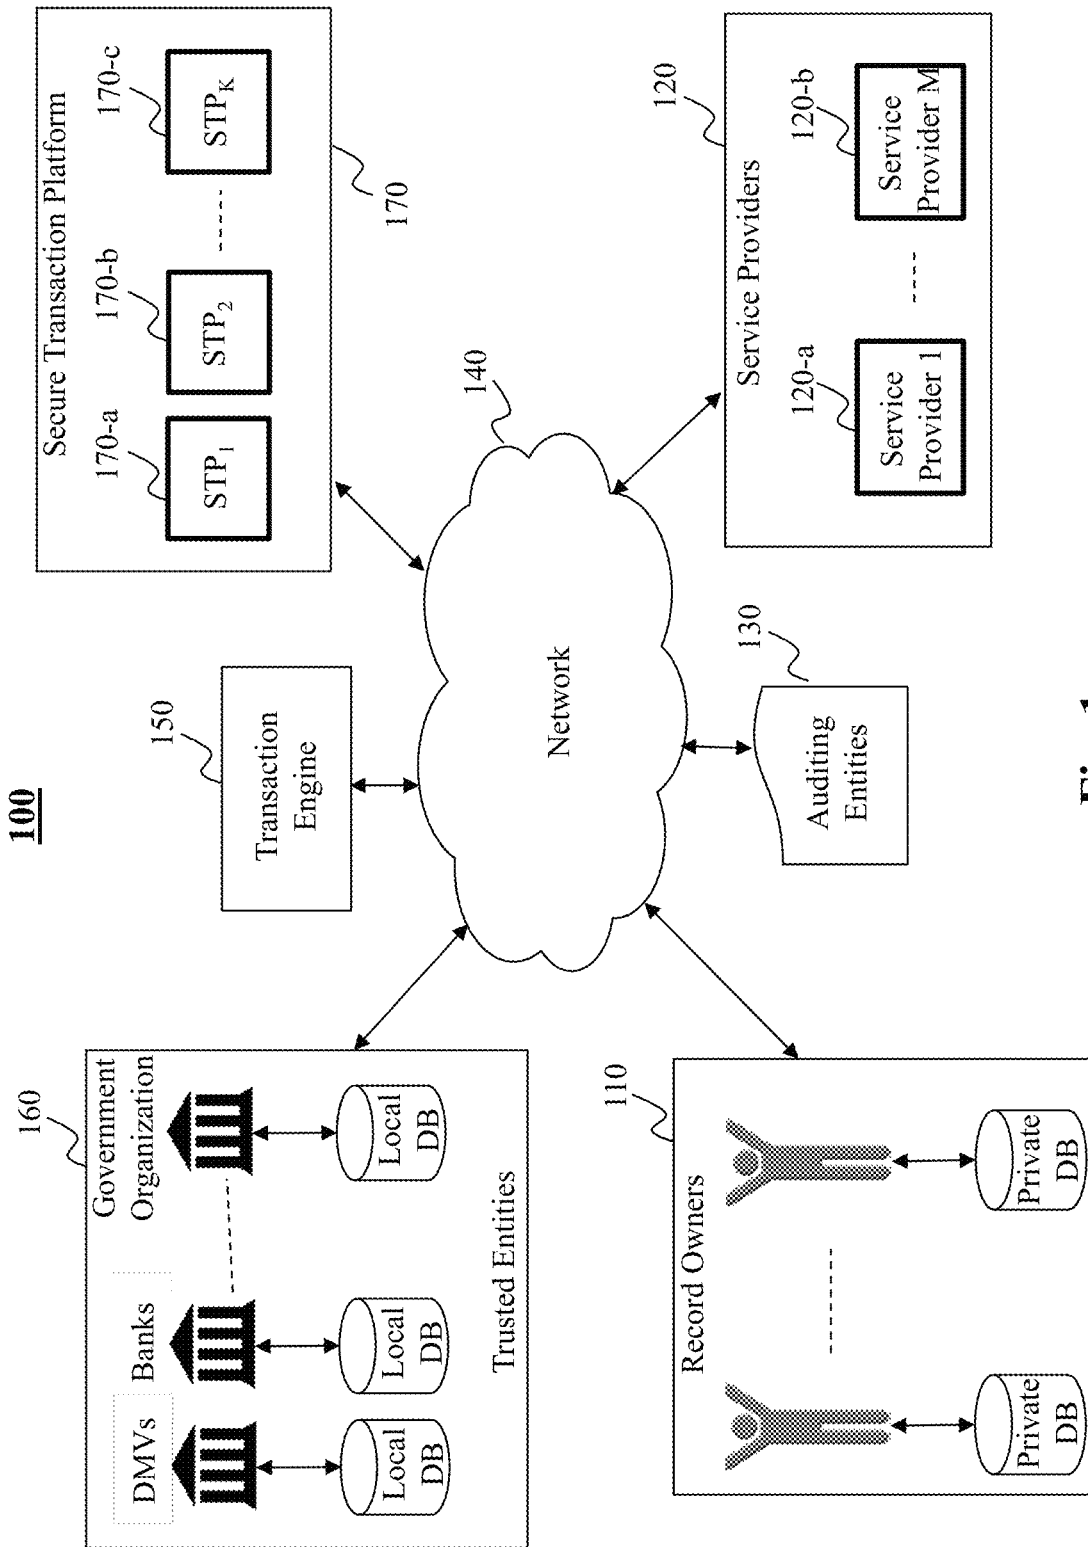 100
Secure Transaction Platform
170-a
170-b
170-c
STP1
STP2
STPK
170
150
Transaction
Engine
160
Government
Organization
DMVs
Banks
Local
DB
Local
DB
Local
DB
Trusted Entities
140
Network
120
Service Providers
120-a
120-b
Service
Provider 1
Service
Provider M
130
Auditing
Entities
110
Record Owners
Private
DB
Private
DB